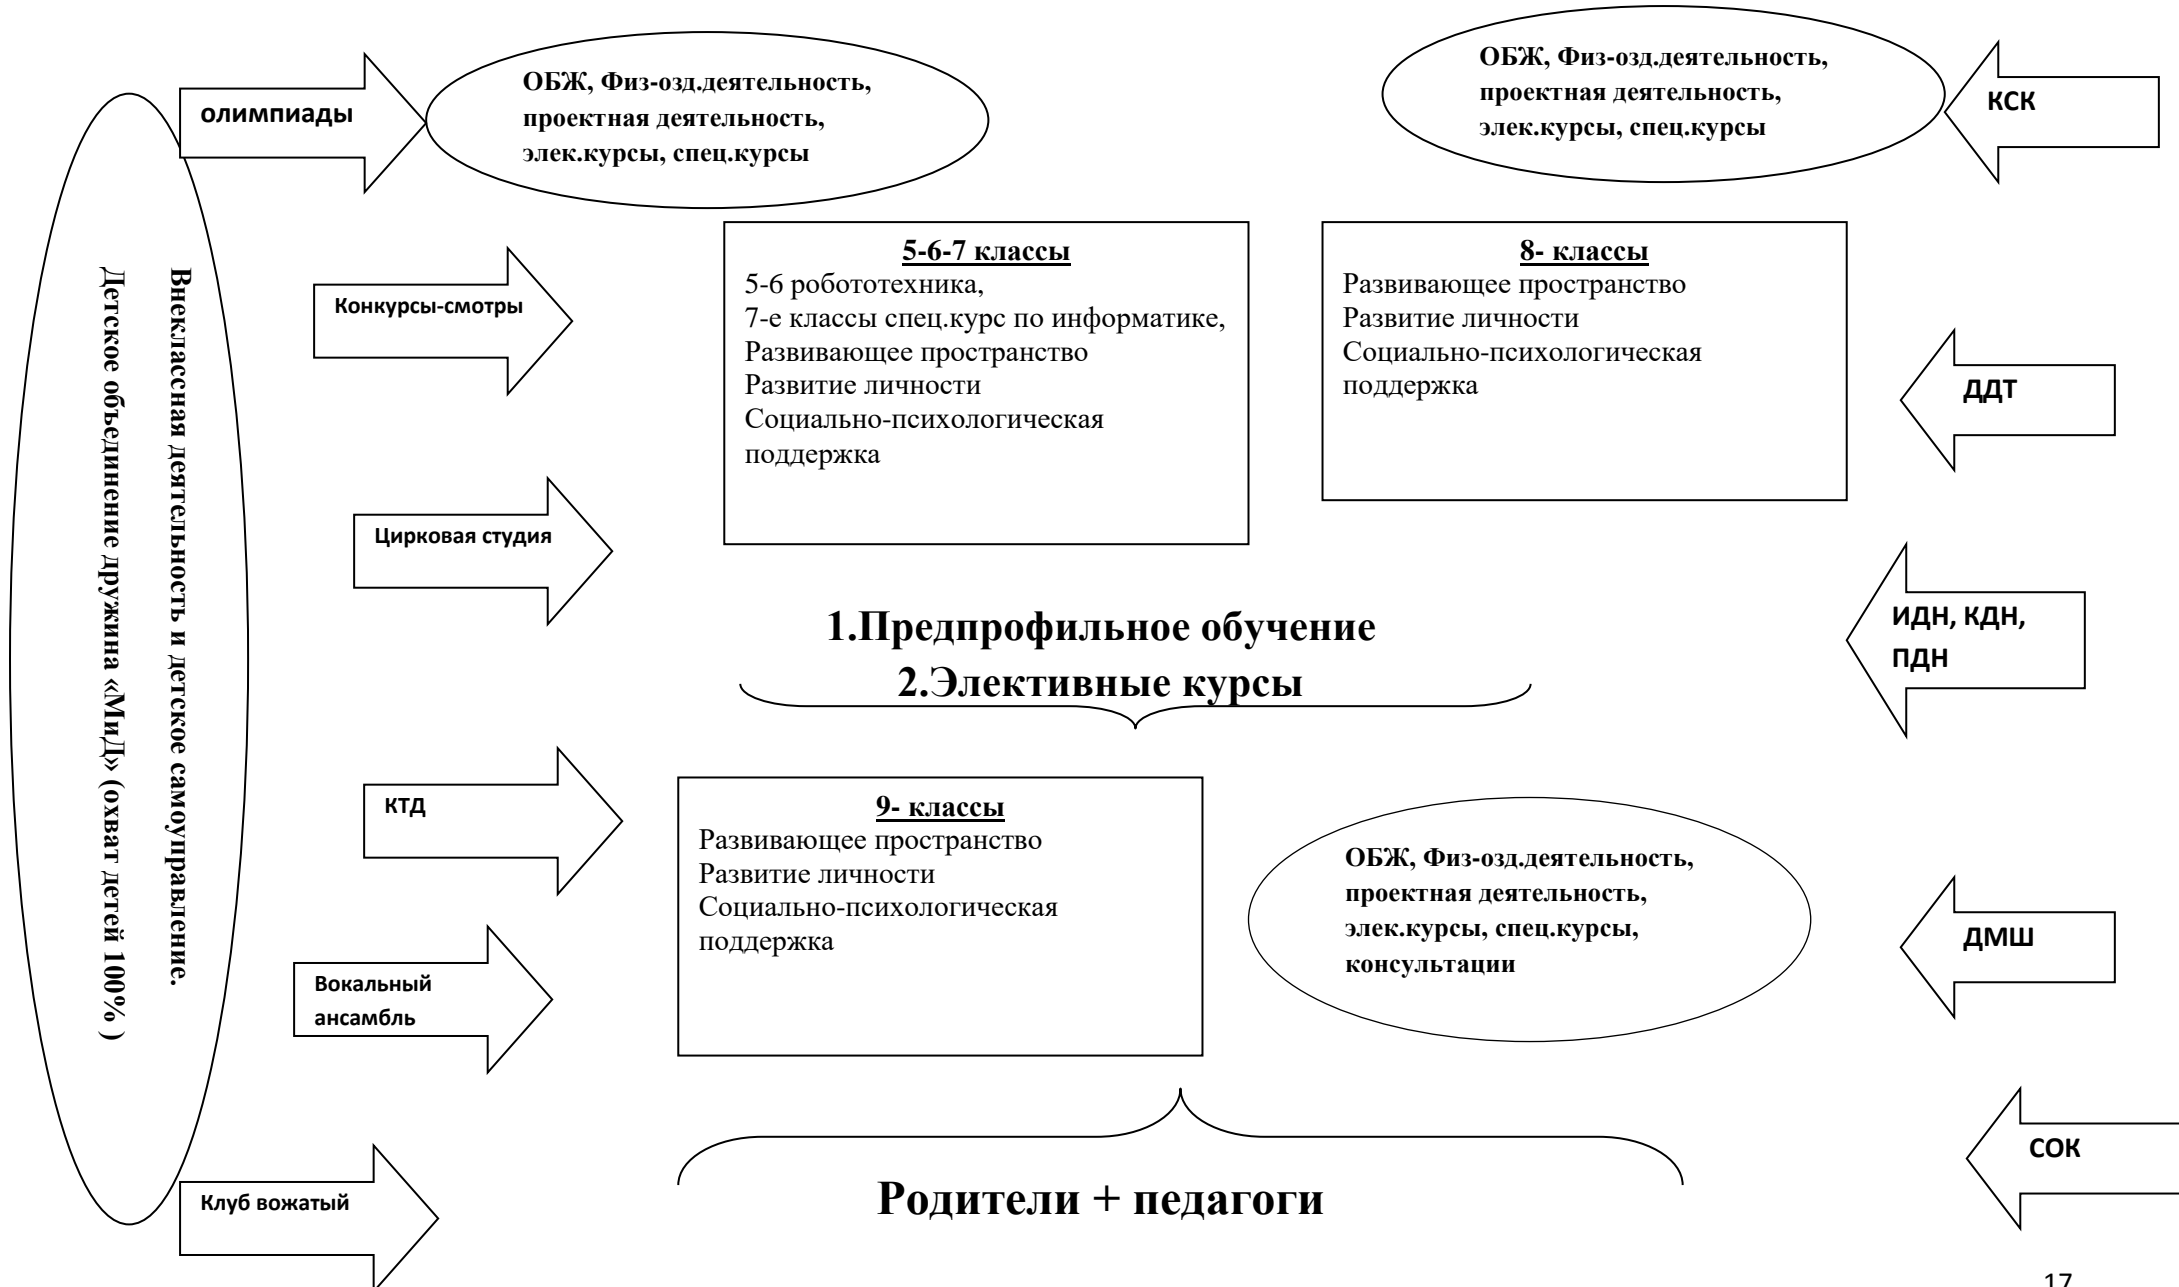 ОБЖ, Физ-озд.деятельность,
проектная деятельность,
элек.курсы, спец.курсы
ОБЖ, Физ-озд.деятельность,
проектная деятельность,
элек.курсы, спец.курсы
олимпиады
КСК
Внеклассная деятельность и детское самоуправление.
Детское объединение дружина «МиД» (охват детей 100% )
Конкурсы-смотры
5-6-7 классы
5-6 робототехника,
7-е классы спец.курс по информатике,
Развивающее пространство
Развитие личности
Социально-психологическая
поддержка
8- классы
Развивающее пространство
Развитие личности
Социально-психологическая
поддержка
ДДТ
Цирковая студия
1.Предпрофильное обучение
2.Элективные курсы
ИДН, КДН,
ПДН
КТД
9- классы
Развивающее пространство
Развитие личности
Социально-психологическая
поддержка
ОБЖ, Физ-озд.деятельность,
проектная деятельность,
элек.курсы, спец.курсы,
консультации
ДМШ
Вокальный
ансамбль
СОК
Клуб вожатый
Родители + педагоги
17